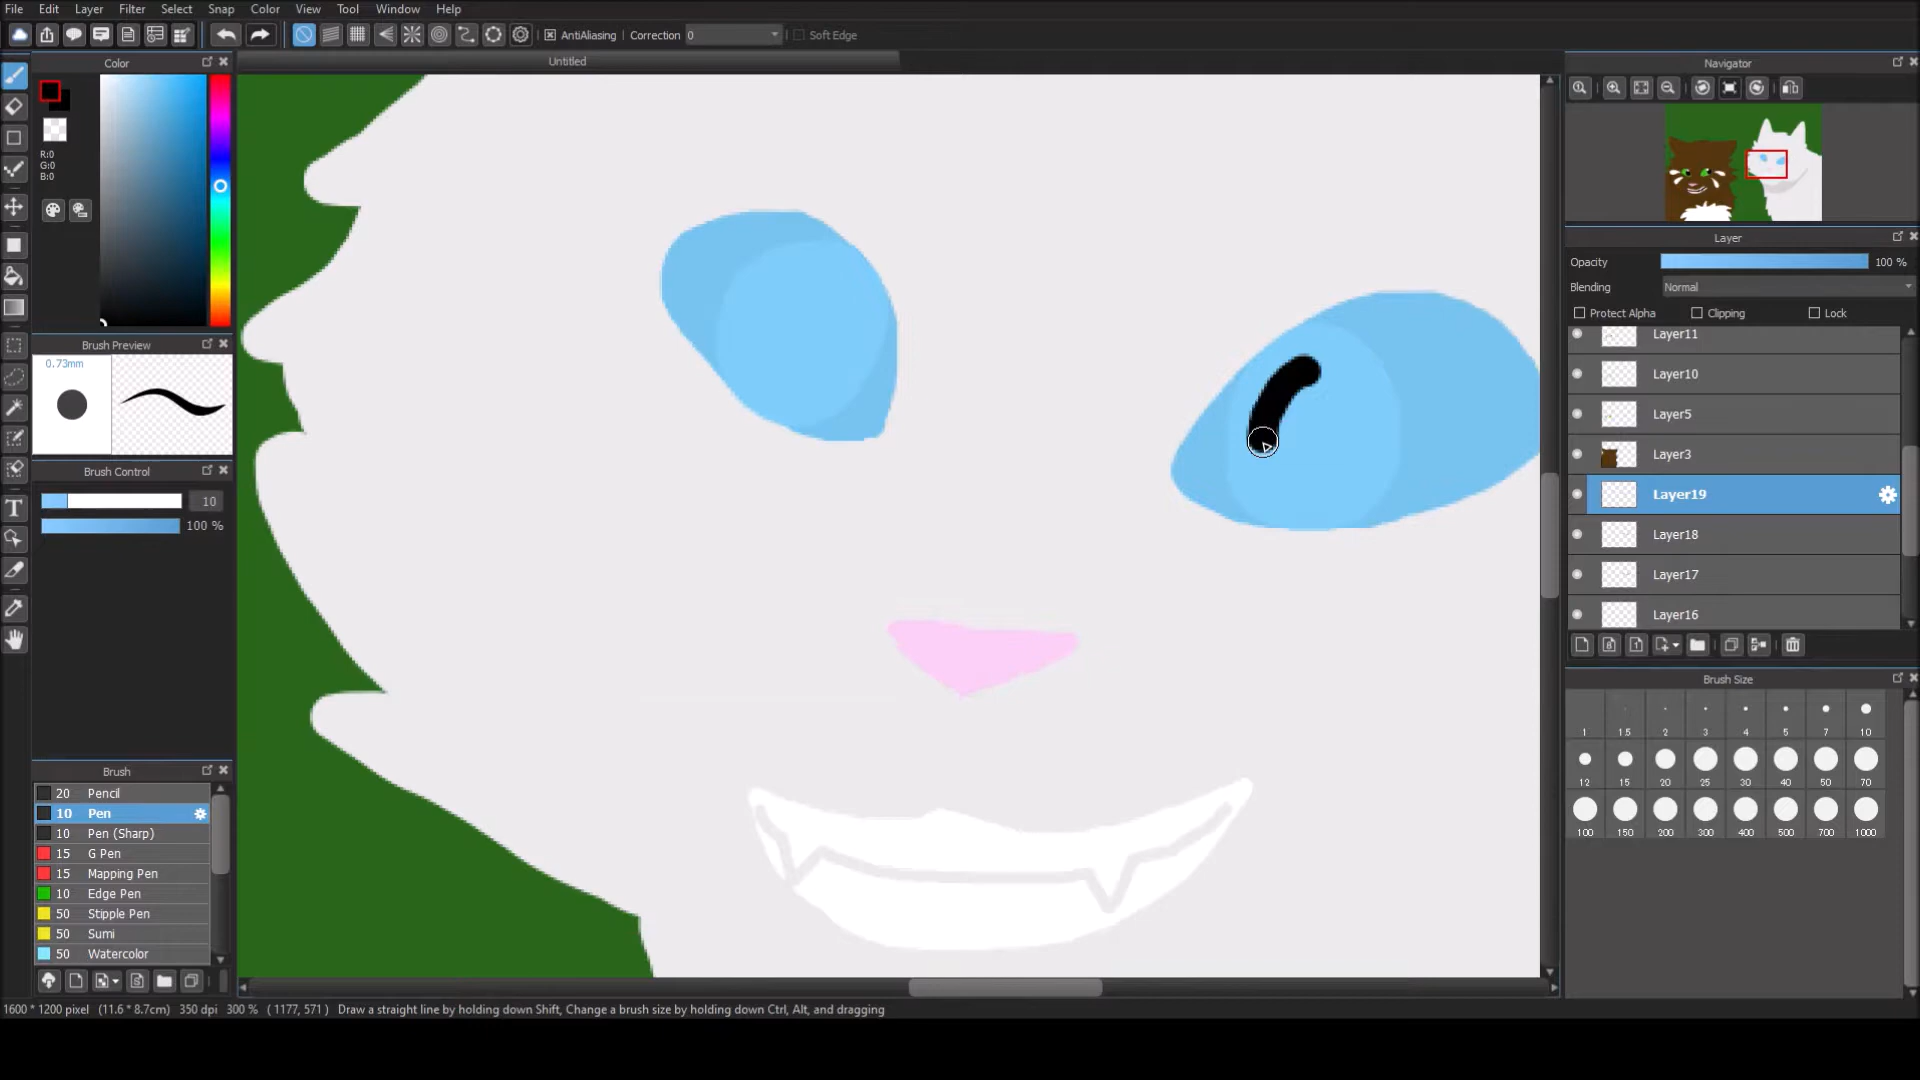 File Edit Layer Filter Select Snap Color View Tool Window Help
AntiAliasing Correction 0 Soft Edge
Color
Untitled
Navigator
R:0
G:0
B:0
Brush Preview
0.73mm
Brush Control
10
100 %
Layer
Opacity 100 %
Blending Normal
Protect Alpha Clipping Lock
Layer11
Layer10
Layer5
Layer3
Layer19
Layer18
Layer17
Layer16
Brush Size
1 1.5 2 3 4 5 7 10
12 15 20 25 30 40 50 70
100 150 200 300 400 500 700 1000
Brush
20 Pencil
10 Pen
10 Pen (Sharp)
15 G Pen
15 Mapping Pen
10 Edge Pen
50 Stipple Pen
50 Sumi
50 Watercolor
1600 * 1200 pixel (11.6 * 8.7cm) 350 dpi 300 % ( 1177, 571 ) Draw a straight line by holding down Shift, Change a brush size by holding down Ctrl, Alt, and dragging